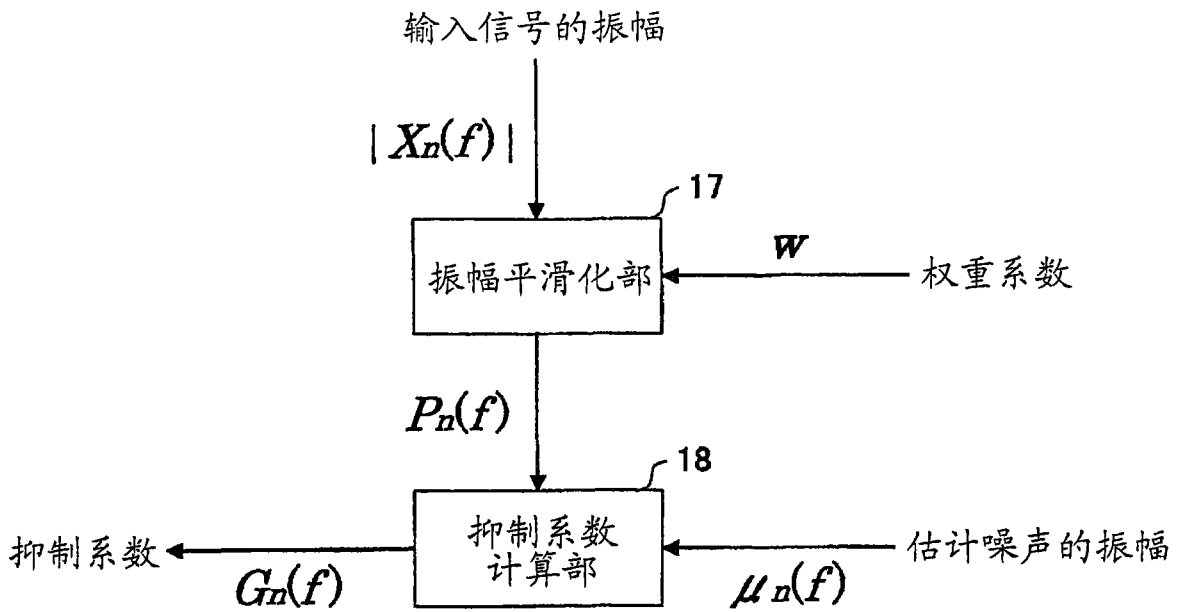 输入信号的振幅
|Xn(f)|
17
振幅平滑化部
w
权重系数
Pn(f)
18
抑制系数
计算部
抑制系数
Gn(f)
μn(f)
估计噪声的振幅